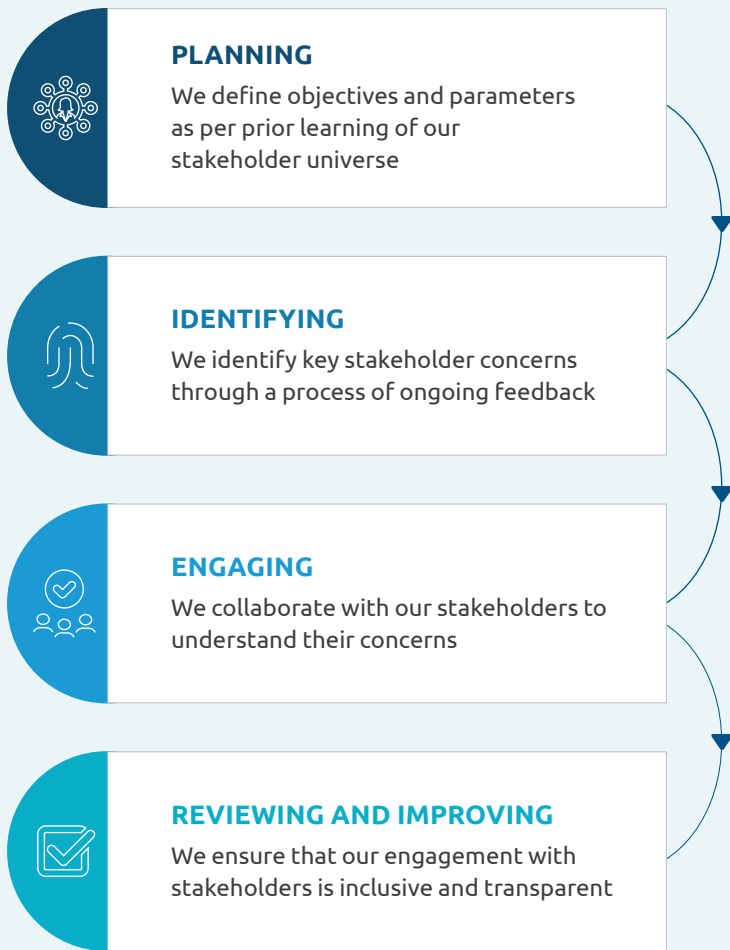 PLANNING
We define objectives and parameters
as per prior learning of our
stakeholder universe
IDENTIFYING
We identify key stakeholder concerns
through a process of ongoing feedback
ENGAGING
We collaborate with our stakeholders to
understand their concerns
REVIEWING AND IMPROVING
We ensure that our engagement with
stakeholders is inclusive and transparent